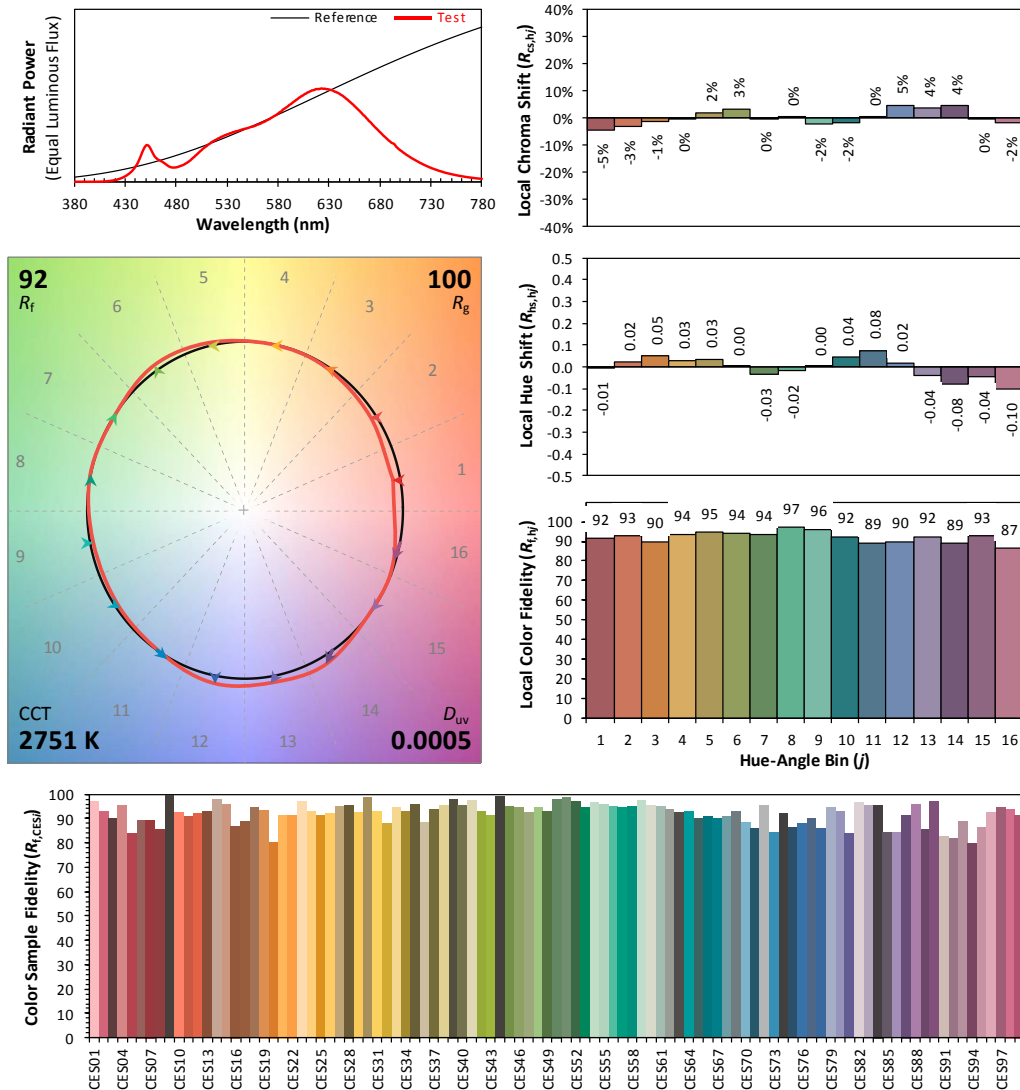 Radiant Power
(Equal Luminous Flux)
Reference
Test
380 430 480 530 580 630 680 730 780
Wavelength (nm)
Local Chroma Shift (Rcs,hj)
40%
30%
20%
10%
0%
-10%
-20%
-30%
-40%
-5% -3% -1% 0% 2% 3% 0% 0% -2% -2% 0% 5% 4% 4% 0% -2%
92
Rf
100
Rg
5 4
6 3
7 2
8 1
9 16
10 15
11 14
12 13
CCT
2751 K
Duv
0.0005
Local Hue Shift (Rhs,hj)
0.5
0.4
0.3
0.2
0.1
0.0
-0.1
-0.2
-0.3
-0.4
-0.5
-0.01 0.02 0.05 0.03 0.03 0.00 -0.03 -0.02 0.00 0.04 0.08 0.02 -0.04 -0.08 -0.04 -0.10
Local Color Fidelity (Rf,hj)
100
90
80
70
60
50
40
30
20
10
0
92 93 90 94 95 94 94 97 96 92 89 90 92 89 93 87
1 2 3 4 5 6 7 8 9 10 11 12 13 14 15 16
Hue-Angle Bin (j)
Color Sample Fidelity (Rf,CESi)
100
90
80
70
60
50
40
30
20
10
0
CES01 CES04 CES07 CES10 CES13 CES16 CES19 CES22 CES25 CES28 CES31 CES34 CES37 CES40 CES43 CES46 CES49 CES52 CES55 CES58 CES61 CES64 CES67 CES70 CES73 CES76 CES79 CES82 CES85 CES88 CES91 CES94 CES97